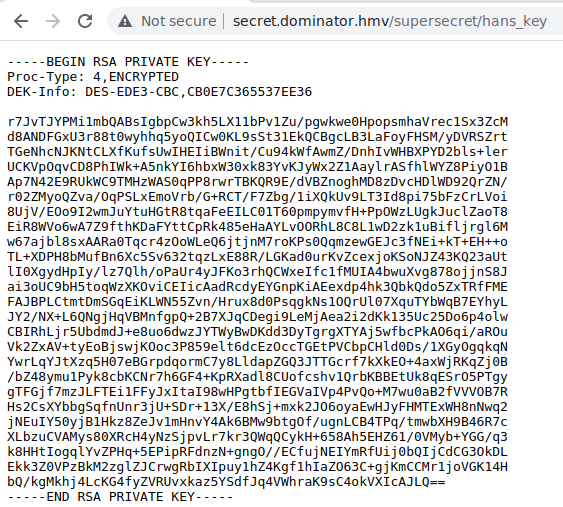 Not secure | secret.dominator.hmv/supersecret/hans_key
-----BEGIN RSA PRIVATE KEY-----
Proc-Type: 4,ENCRYPTED
DEK-Info: DES-EDE3-CBC,CB0E7C365537EE36
r7JvTJYPMi1mbQABsIgbpCw3kh5LX11bPv1Zu/pgwkwe0HpopsmhaVrec1Sx3ZcM
d8ANDFGxU3r88t0wyhhq5yoQICw0KL9sSt31EkQCBgcLB3LaFoyFHSM/yDVRSZrt
TGeNhcNJKNtCLXfKufsUwIHEIiBWnit/Cu94kWfAwmZ/DnhIvWHBXPYD2bls+ler
UCKVpOqvCD8PhIWk+A5nkYI6hbxW30xk83YvKJyWx2Z1AaylrASfhlWYZ8PiyO1B
Ap7N42E9RUkWC9TMHzWAS0qPP8rwrTBKQR9E/dVBZnoghMD8zDvcHDlWD92QrZN/
r02ZMyoQZva/OqPSLxEmoVrb/G+RCT/F7Zbg/1iXQkUv9LT3Id8pi75bFzCrLVoi
8UjV/EOo9I2wmJuYtuHGtR8tqaFeEILC01T60pmpymvfH+PpOWzLUgkJuclZaoT8
EiR8WVo6wA7Z9fthKDaFYttCpRk485eHaAYLvOORhL8C8L1wD2zk1uBifljrgl6M
w67ajbl8sxAARa0Tqcr4zOoWLeQ6jtjnM7roKPs0QqmzewGEJc3fNEi+kT+EH++o
TL+XDPH8bMufBn6Xc5Sv632tqzLxE88R/LGKad0urKvZcexjoKSoNJZ43KQ23aUt
lI0XgydHpIy/lz7Qlh/oPaUr4yJFKo3rhQCWxeIfc1fMUIA4bwuXvg878ojjnS8J
ai3oUC9bH5toqWzXKOviCEIicAadRcdyEYGnpKiAEexdp4hk3QbkQdo5ZxTRfFME
FAJBPLCtmtDmSGqEiKLWN55Zvn/Hrux8d0PsqgkNs1OQrUl07XquTYbWqB7EYhyL
JY2/NX+L6QNgjHqVBMnfgpQ+2B7XJqCDegi9LeMjAea2i2dKk135Uc25Do6p4olw
CBIRhLjr5UbdmdJ+e8uo6dwzJYTWyBwDKdd3DyTgrgXTYAj5wfbcPkAO6qi/aROu
Vk2ZxAV+tyEoBjswjKOoc3P859elt6dcEzOccTGEtPVCbpCHld0Ds/1XGyOgqkqN
YwrLqYJtXzq5H07eBGrpdqormC7y8LldapZGQ3JTTGcrf7kXkEO+4axWjRKqZj0B
/bZ48ymu1Pyk8cbKCNr7h6GF4+KpRXadl8CUofcshv1QrbKBBEtUk8qESrO5PTgy
gTFGjf7mzJLFTEi1FFyJxItaI98wHPgtbfIEGVaIVp4PvQo+M7wu0aB2fVVVOB7R
Hs2CsXYbbgSqfnUnr3jU+SDr+13X/E8hSj+mxk2JO6oyaEwHJyFHMTExWH8nNwq2
jNEuIY50yjB1Hkz8ZeJv1mHnvY4Ak6BMw9btgOf/ugnLCB4TPq/tmwbXH9B46R7c
XLbzuCVAMys80XRcH4yNzSjpvLr7kr3QWqQCykH+658Ah5EHZ61/0VMyb+YGG/q3
k8HHtIogqlYvZPHq+5EPipRFdnzN+gngO//ECfujNEIYmRfUij0bQIjCdCG3OkDL
Ekk3Z0VPzBkM2zglZJCrwgRbIXIpuy1hZ4Kgf1hIaZO63C+gjKmCCMr1joVGK14H
bQ/kgMkhj4LcKG4fyZVRUvxkaz5YSdfJq4VWhraK9sC4okVXIcAJLQ==
-----END RSA PRIVATE KEY-----